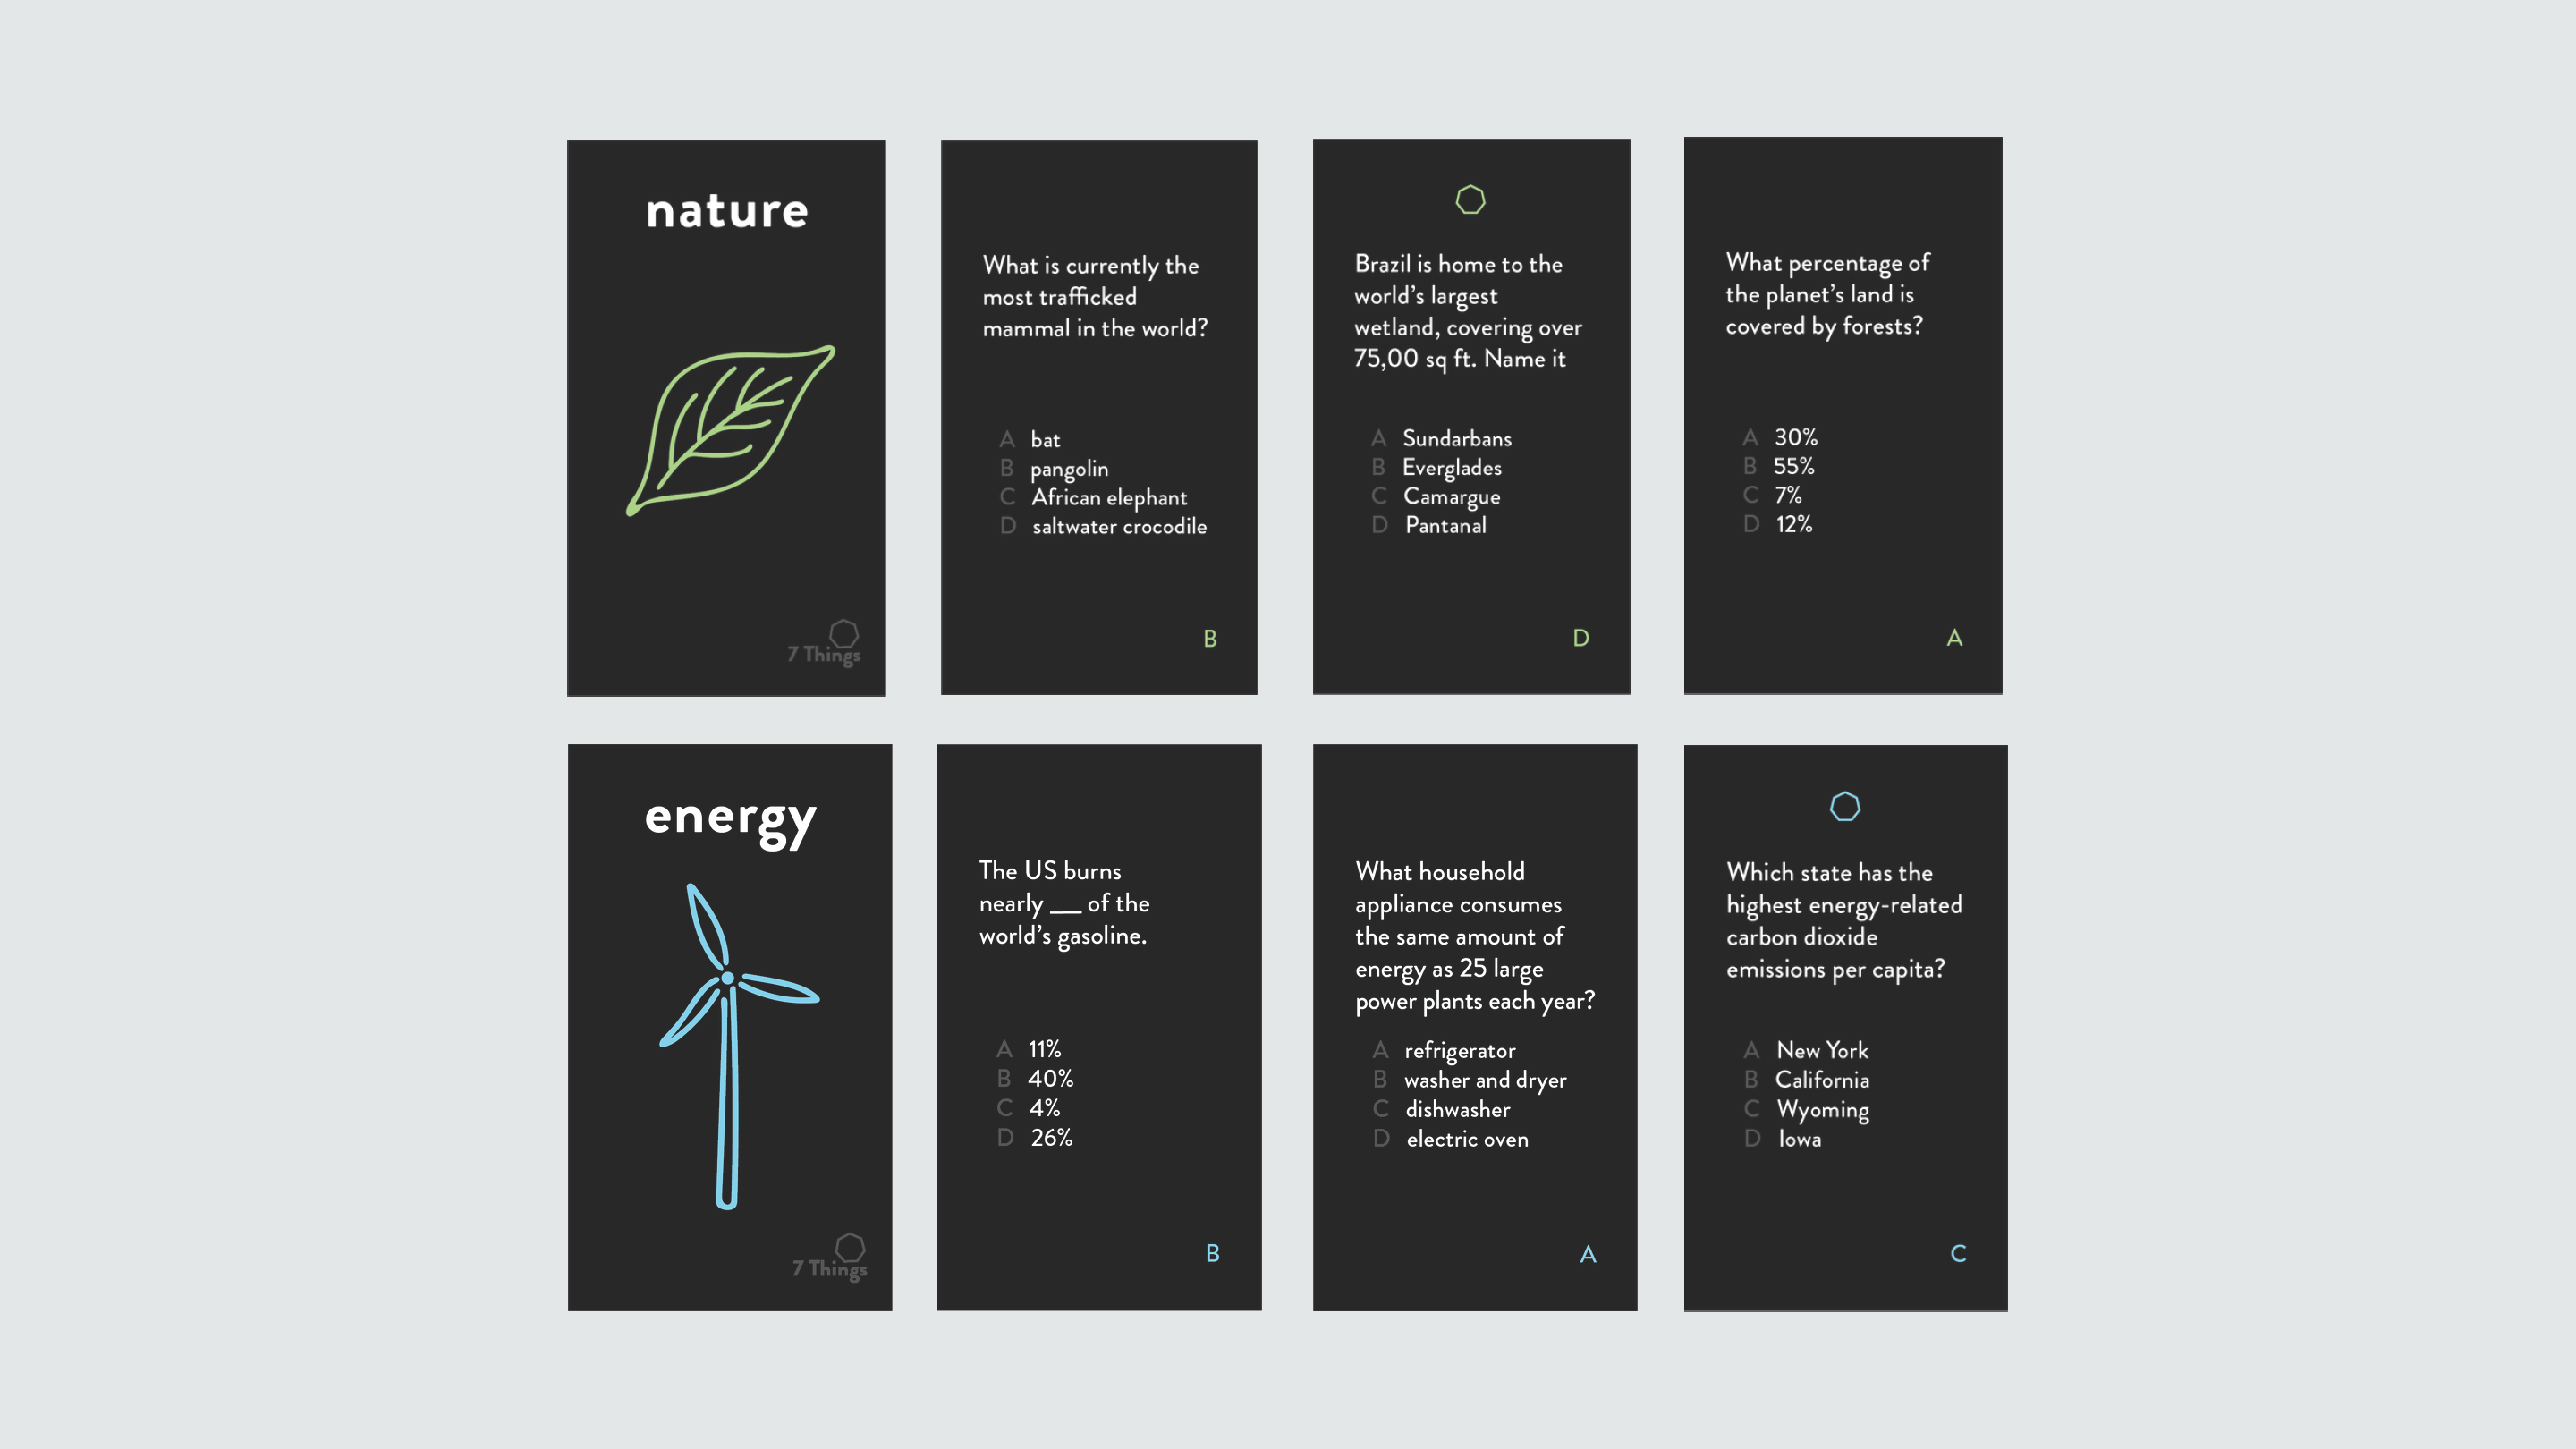 nature
7 Things
What is currently the
most trafficked
mammal in the world?
A bat
B pangolin
C African elephant
D saltwater crocodile
B
Brazil is home to the
world's largest
wetland, covering over
75,00 sq ft. Name it
A Sundarbans
B Everglades
C Camargue
D Pantanal
D
What percentage of
the planet's land is
covered by forests?
A 30%
B 55%
C 7%
D 12%
A
energy
7 Things
The US burns
nearly __ of the
world's gasoline.
A 11%
B 40%
C 4%
D 26%
B
What household
appliance consumes
the same amount of
energy as 25 large
power plants each year?
A refrigerator
B washer and dryer
C dishwasher
D electric oven
A
Which state has the
highest energy-related
carbon dioxide
emissions per capita?
A New York
B California
C Wyoming
D Iowa
C